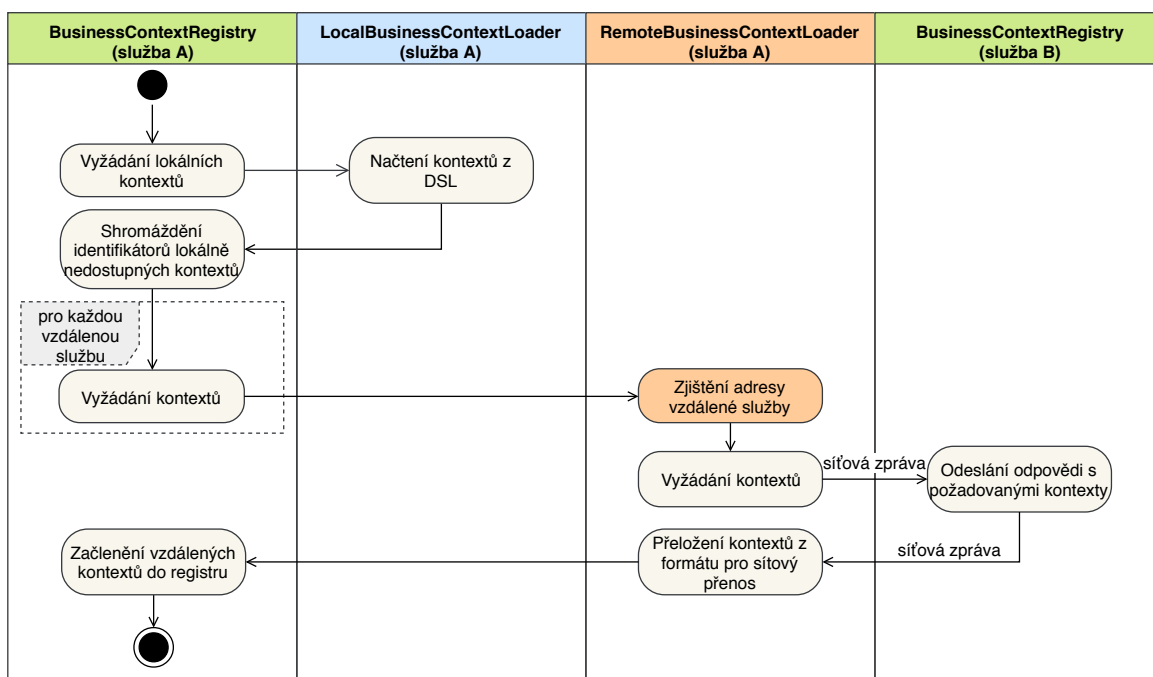 BusinessContextRegistry
(služba A)
LocalBusinessContextLoader
(služba A)
RemoteBusinessContextLoader
(služba A)
BusinessContextRegistry
(služba B)
Vyžádání lokálních
kontextů
Načtení kontextů z
DSL
Shromáždění
identifikátorů lokálně
nedostupných kontextů
pro každou
vzdálenou
službu
Vyžádání kontextů
Zjištění adresy
vzdálené služby
Vyžádání kontextů
síťová zpráva
Odeslání odpovědi s
požadovanými kontexty
síťová zpráva
Přeložení kontextů z
formátu pro sítový
přenos
Začlenění vzdálených
kontextů do registru